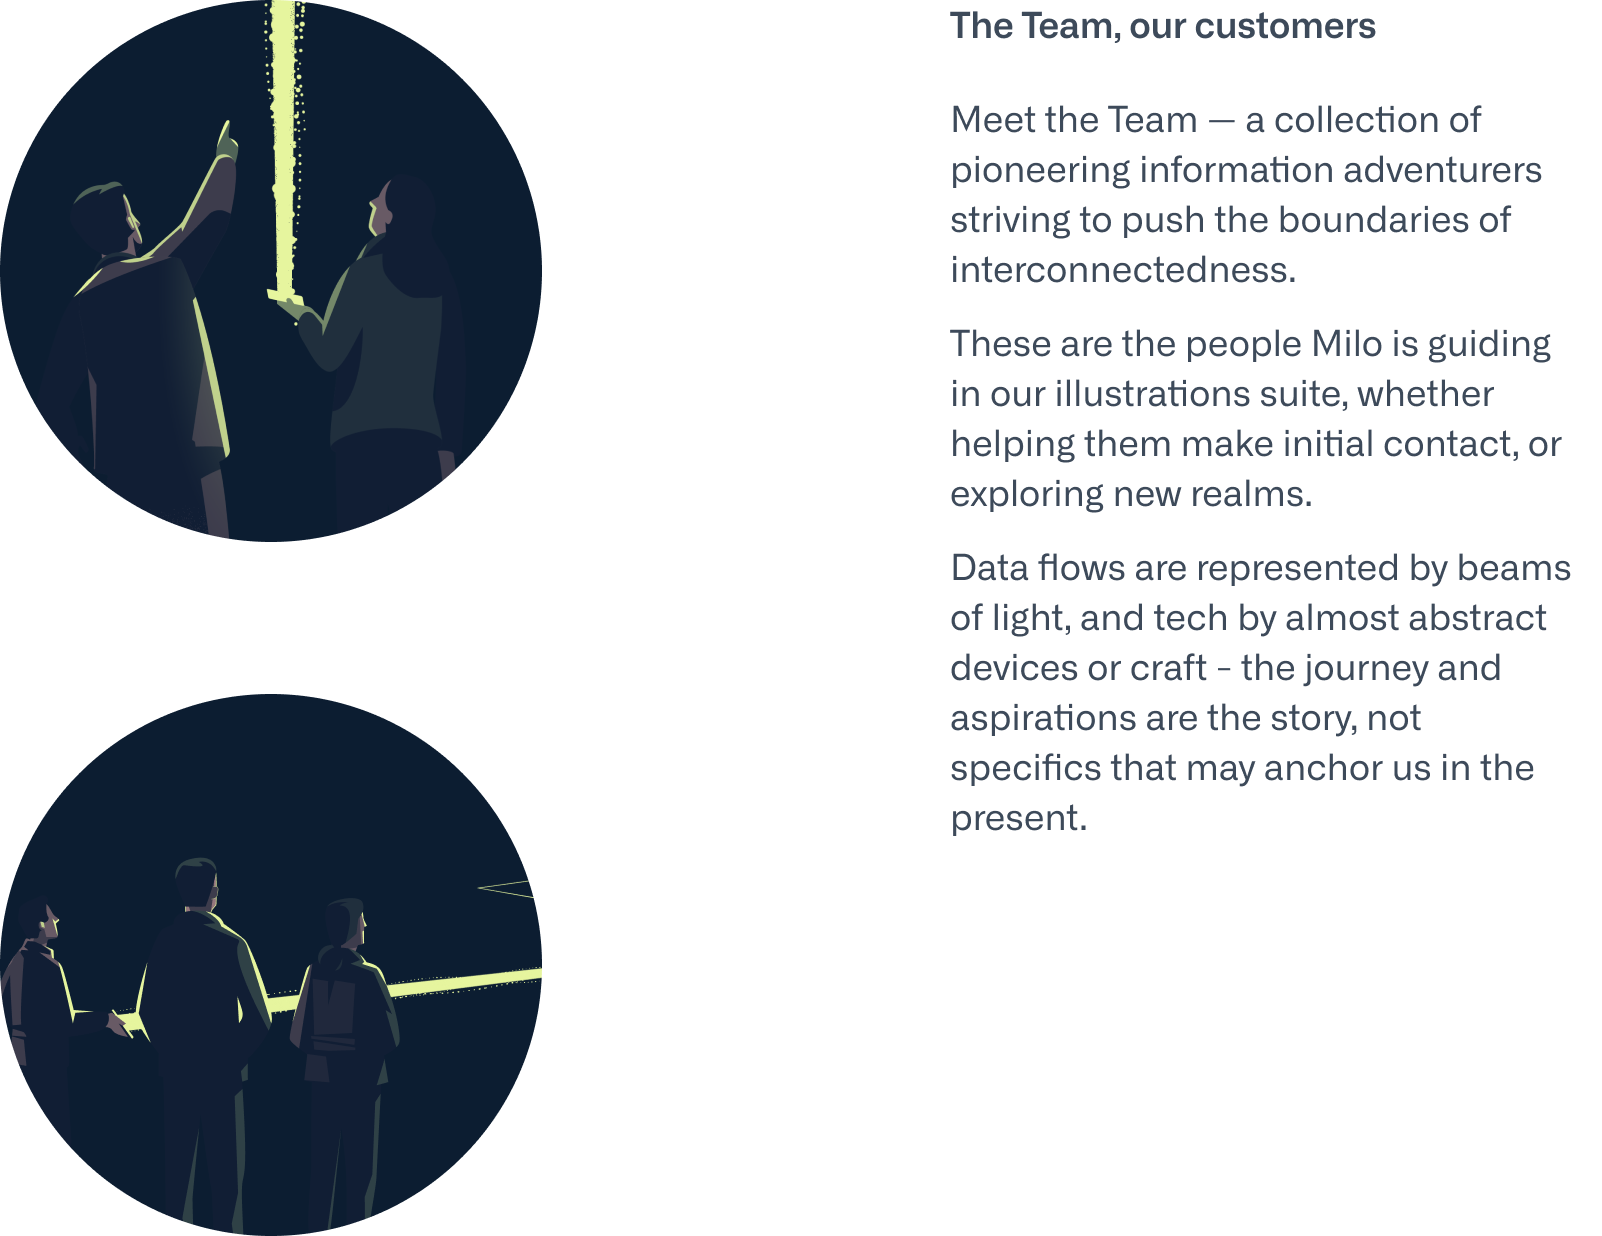 The Team, our customers
Meet the Team — a collection of
pioneering information adventurers
striving to push the boundaries of
interconnectedness.
These are the people Milo is guiding
in our illustrations suite, whether
helping them make initial contact, or
exploring new realms.
Data flows are represented by beams
of light, and tech by almost abstract
devices or craft - the journey and
aspirations are the story, not
specifics that may anchor us in the
present.